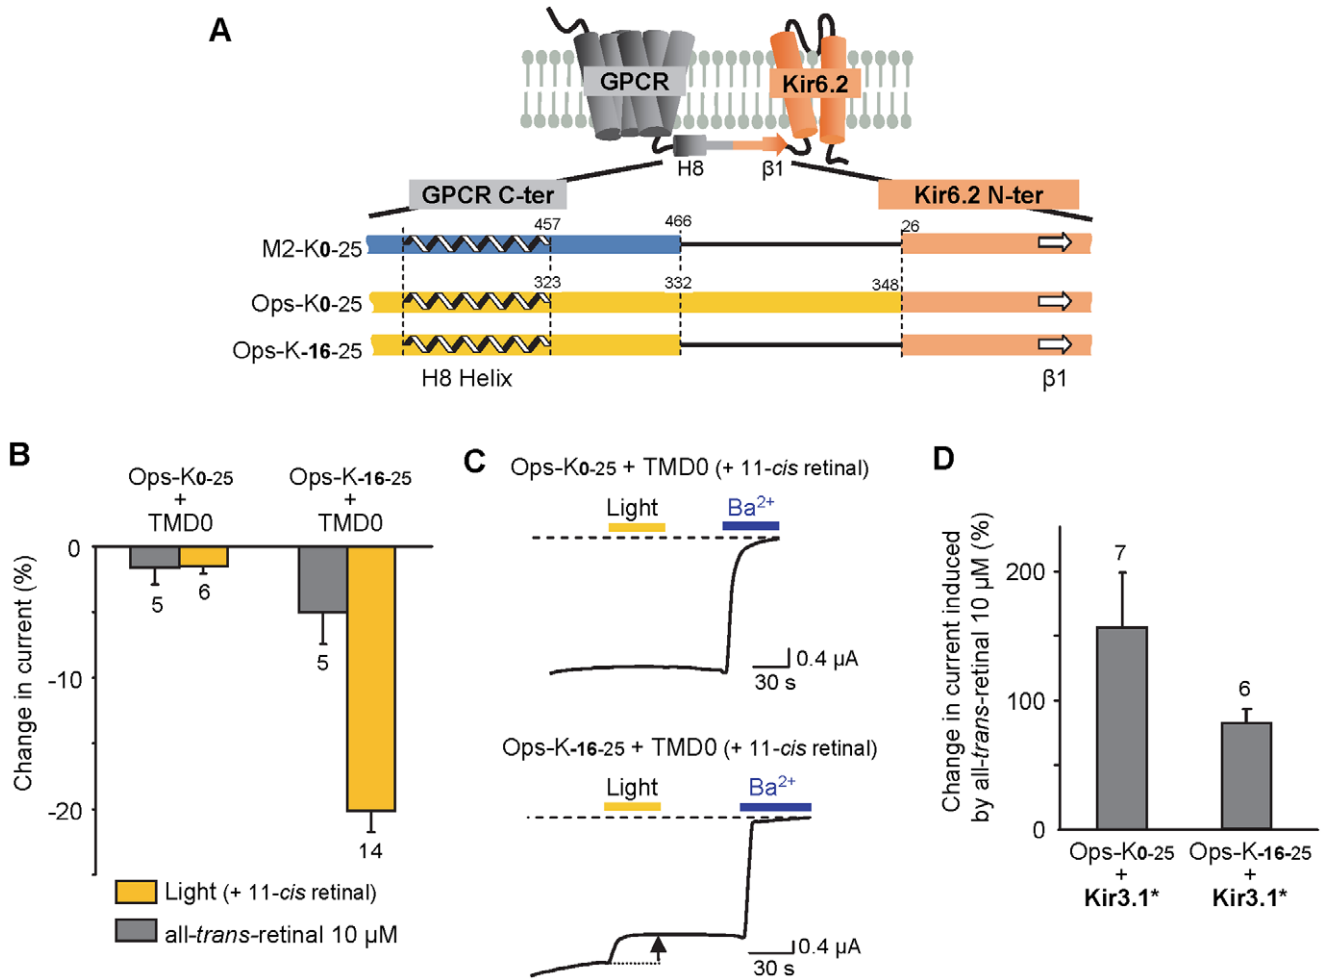 A
GPCR
Kir6.2
H8
β1
GPCR C-ter
Kir6.2 N-ter
457
466
26
M2-K0-25
323
332
348
Ops-K0-25
Ops-K-16-25
H8 Helix
β1
B
Ops-K0-25
+
TMD0
Ops-K-16-25
+
TMD0
Change in current (%)
0
-10
-20
5
6
5
14
Light (+ 11-cis retinal)
all-trans-retinal 10 µM
C
Ops-K0-25 + TMD0 (+ 11-cis retinal)
Light
Ba²⁺
0.4 µA
30 s
Ops-K-16-25 + TMD0 (+ 11-cis retinal)
Light
Ba²⁺
0.4 µA
30 s
D
Change in current induced
by all-trans-retinal 10 µM (%)
200
100
0
7
6
Ops-K0-25
+
Kir3.1*
Ops-K-16-25
+
Kir3.1*